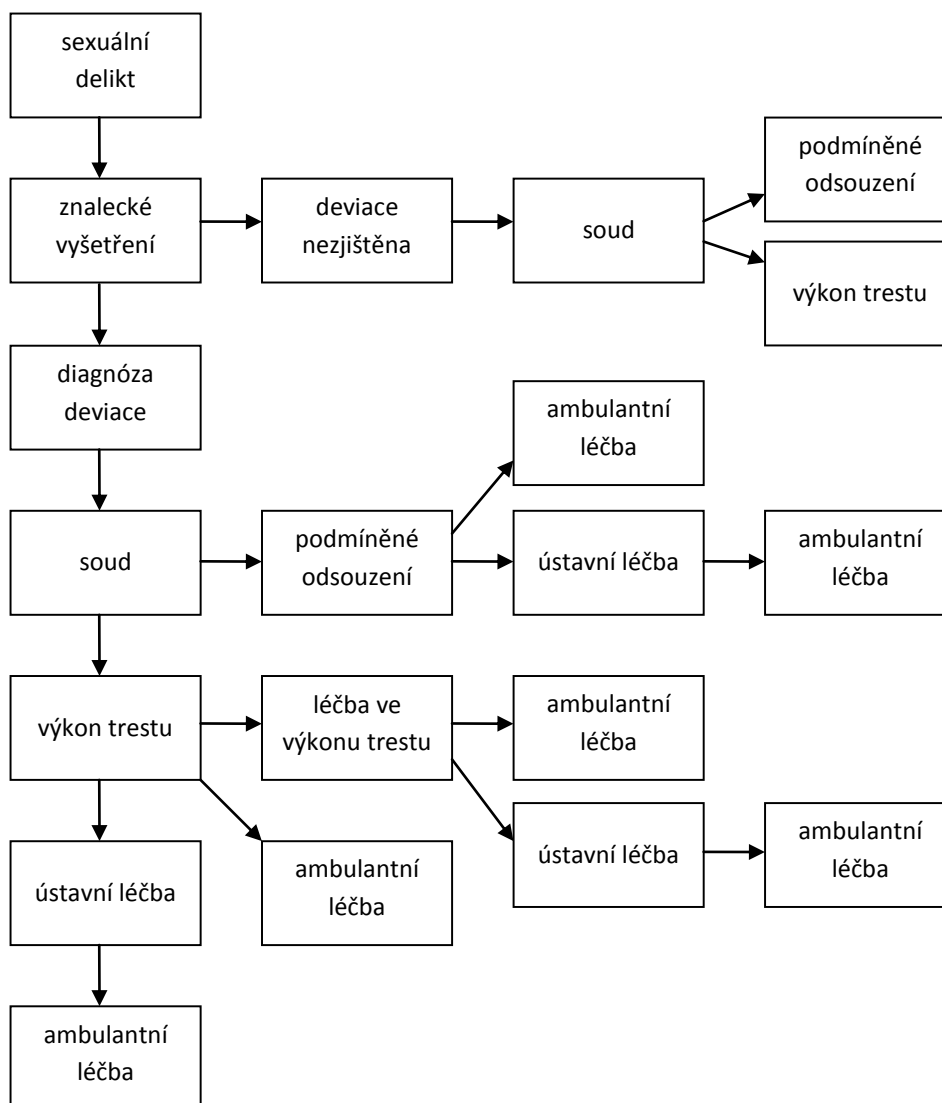 sexuální
delikt
znalecké
vyšetření
deviace
nezjištěna
soud
podmíněné
odsouzení
výkon trestu
diagnóza
deviace
ambulantní
léčba
soud
podmíněné
odsouzení
ústavní léčba
ambulantní
léčba
výkon trestu
léčba ve
výkonu trestu
ambulantní
léčba
ústavní léčba
ambulantní
léčba
ústavní léčba
ambulantní
léčba
ambulantní
léčba